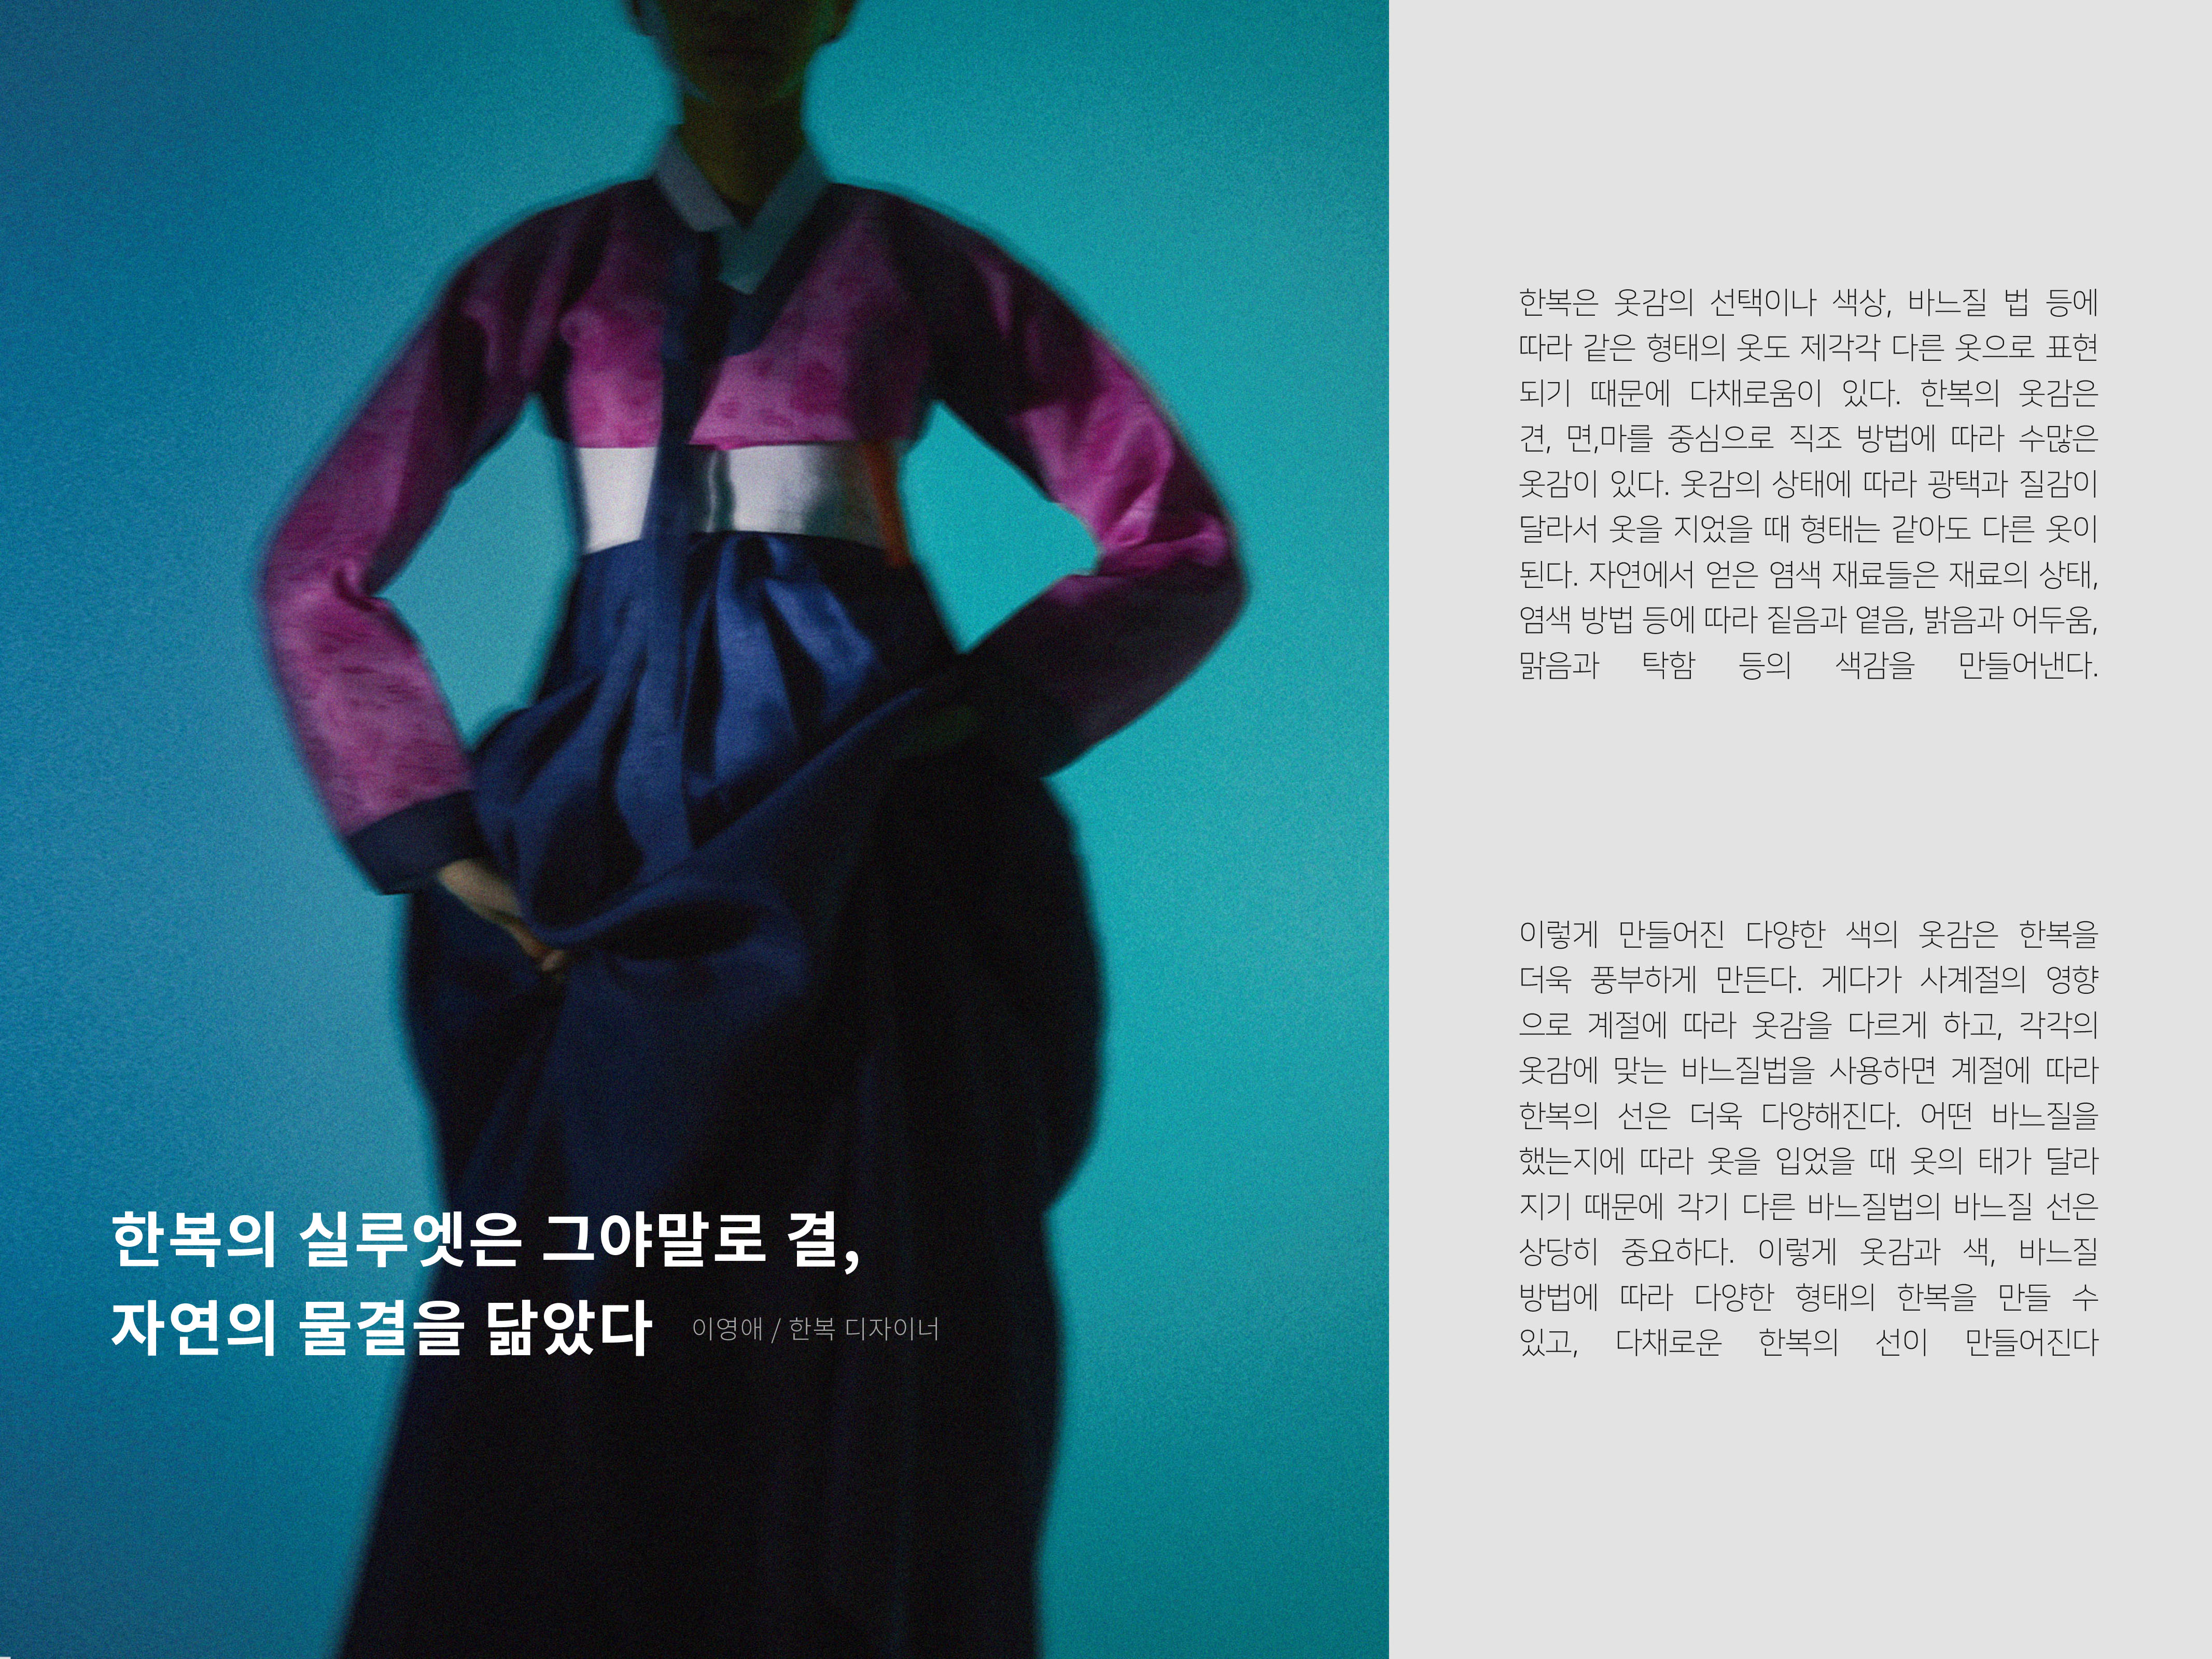 한복의 실루엣은 그야말로 결,
자연의 물결을 닮았다 이영애 / 한복 디자이너
한복은 옷감의 선택이나 색상, 바느질 법 등에
따라 같은 형태의 옷도 제각각 다른 옷으로 표현
되기 때문에 다채로움이 있다. 한복의 옷감은
견, 면,마를 중심으로 직조 방법에 따라 수많은
옷감이 있다. 옷감의 상태에 따라 광택과 질감이
달라서 옷을 지었을 때 형태는 같아도 다른 옷이
된다. 자연에서 얻은 염색 재료들은 재료의 상태,
염색 방법 등에 따라 짙음과 옅음, 밝음과 어두움,
맑음과 탁함 등의 색감을 만들어낸다.
이렇게 만들어진 다양한 색의 옷감은 한복을
더욱 풍부하게 만든다. 게다가 사계절의 영향
으로 계절에 따라 옷감을 다르게 하고, 각각의
옷감에 맞는 바느질법을 사용하면 계절에 따라
한복의 선은 더욱 다양해진다. 어떤 바느질을
했는지에 따라 옷을 입었을 때 옷의 태가 달라
지기 때문에 각기 다른 바느질법의 바느질 선은
상당히 중요하다. 이렇게 옷감과 색, 바느질
방법에 따라 다양한 형태의 한복을 만들 수
있고, 다채로운 한복의 선이 만들어진다